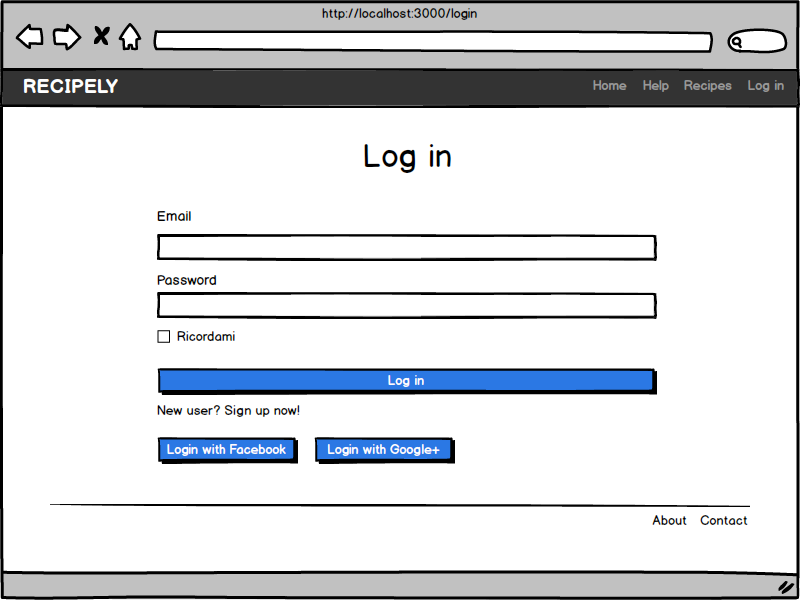 http://localhost:3000/login
RECIPELY Home Help Recipes Log in
Log in
Email
Password
Ricordami
Log in
New user? Sign up now!
Login with Facebook Login with Google+
About Contact